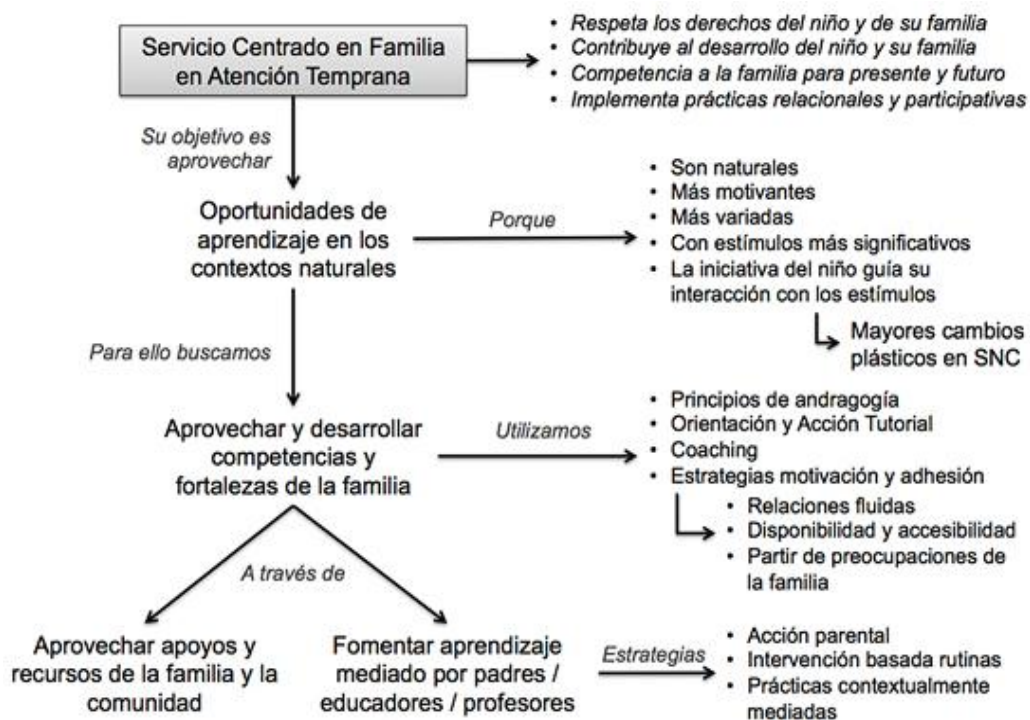 Servicio Centrado en Familia
en Atención Temprana
• Respeta los derechos del niño y de su familia
• Contribuye al desarrollo del niño y su familia
• Competencia a la familia para presente y futuro
• Implementa prácticas relacionales y participativas
Su objetivo es
aprovechar
Oportunidades de
aprendizaje en los
contextos naturales
Porque
• Son naturales
• Más motivantes
• Más variadas
• Con estímulos más significativos
• La iniciativa del niño guía su
interacción con los estímulos
Mayores cambios
plásticos en SNC
Para ello buscamos
Aprovechar y desarrollar
competencias y
fortalezas de la familia
Utilizamos
• Principios de andragogía
• Orientación y Acción Tutorial
• Coaching
• Estrategias motivación y adhesión
• Relaciones fluidas
• Disponibilidad y accesibilidad
• Partir de preocupaciones de
la familia
A través de
Aprovechar apoyos y
recursos de la familia y la
comunidad
Fomentar aprendizaje
mediado por padres /
educadores / profesores
Estrategias
• Acción parental
• Intervención basada rutinas
• Prácticas contextualmente
mediadas